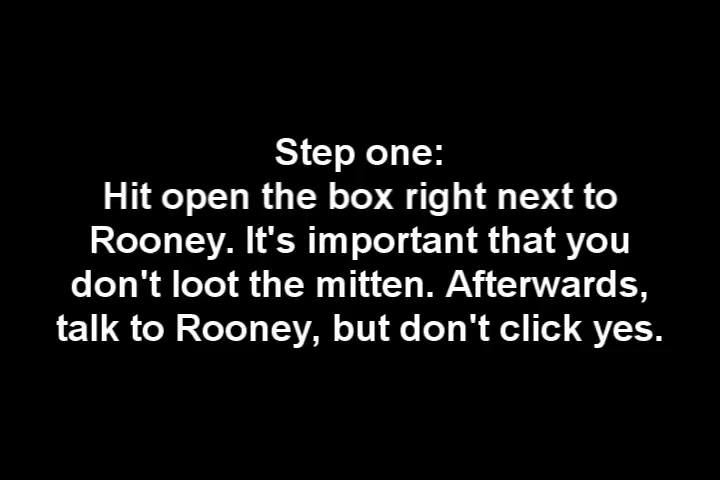 Step one:
Hit open the box right next to
Rooney. It's important that you
don't loot the mitten. Afterwards,
talk to Rooney, but don't click yes.